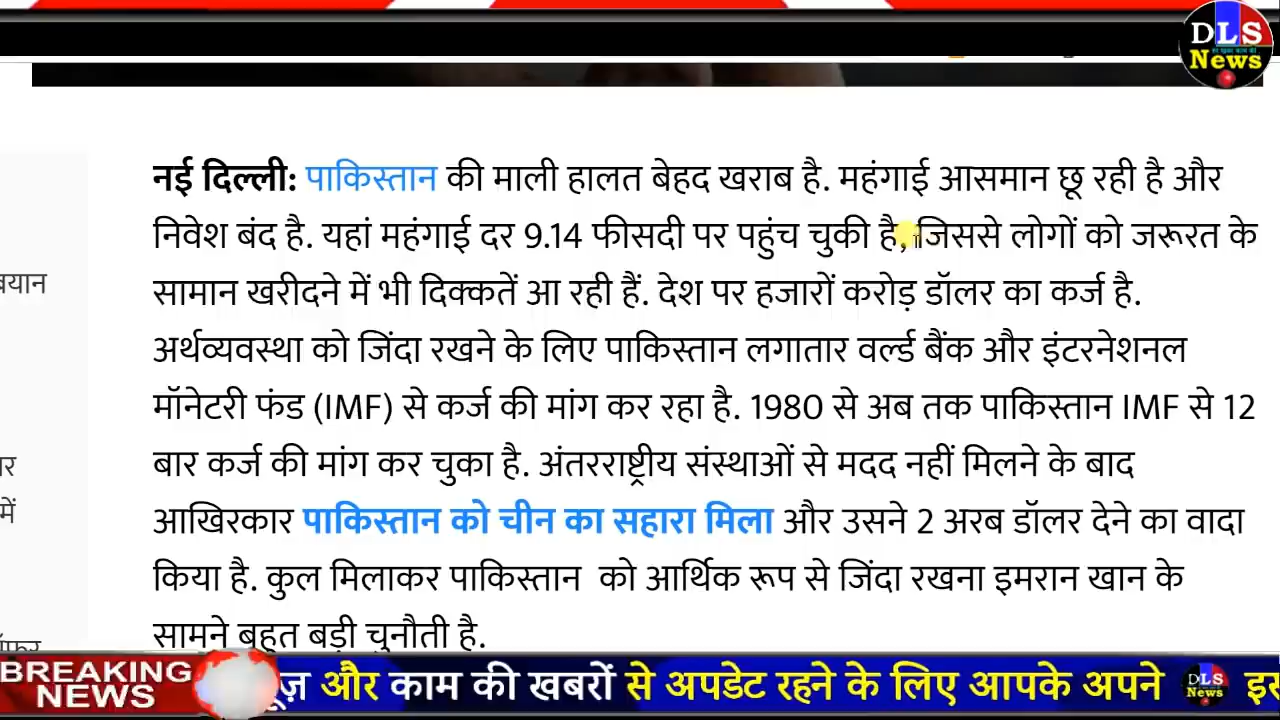 DLS
News
नई दिल्ली: पाकिस्तान की माली हालत बेहद खराब है. महंगाई आसमान छू रही है और
निवेश बंद है. यहां महंगाई दर 9.14 फीसदी पर पहुंच चुकी है, जिससे लोगों को जरूरत के
सामान खरीदने में भी दिक्कतें आ रही हैं. देश पर हजारों करोड़ डॉलर का कर्ज है.
अर्थव्यवस्था को जिंदा रखने के लिए पाकिस्तान लगातार वर्ल्ड बैंक और इंटरनेशनल
मॉनेटरी फंड (IMF) से कर्ज की मांग कर रहा है. 1980 से अब तक पाकिस्तान IMF से 12
बार कर्ज की मांग कर चुका है. अंतरराष्ट्रीय संस्थाओं से मदद नहीं मिलने के बाद
आखिरकार पाकिस्तान को चीन का सहारा मिला और उसने 2 अरब डॉलर देने का वादा
किया है. कुल मिलाकर पाकिस्तान को आर्थिक रूप से जिंदा रखना इमरान खान के
सामने बहुत बड़ी चुनौती है.
में
BREAKING
NEWS
और काम की खबरों से अपडेट रहने के लिए आपके अपने DLS News